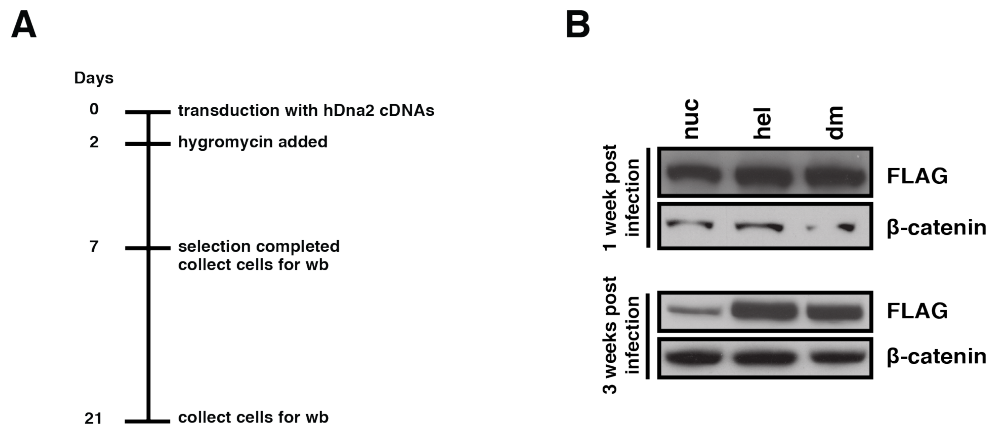 A
Days
0 transduction with hDna2 cDNAs
2 hygromycin added
7 selection completed
collect cells for wb
21 collect cells for wb
B
nuc hel dm
1 week post
infection
FLAG
β-catenin
3 weeks post
infection
FLAG
β-catenin